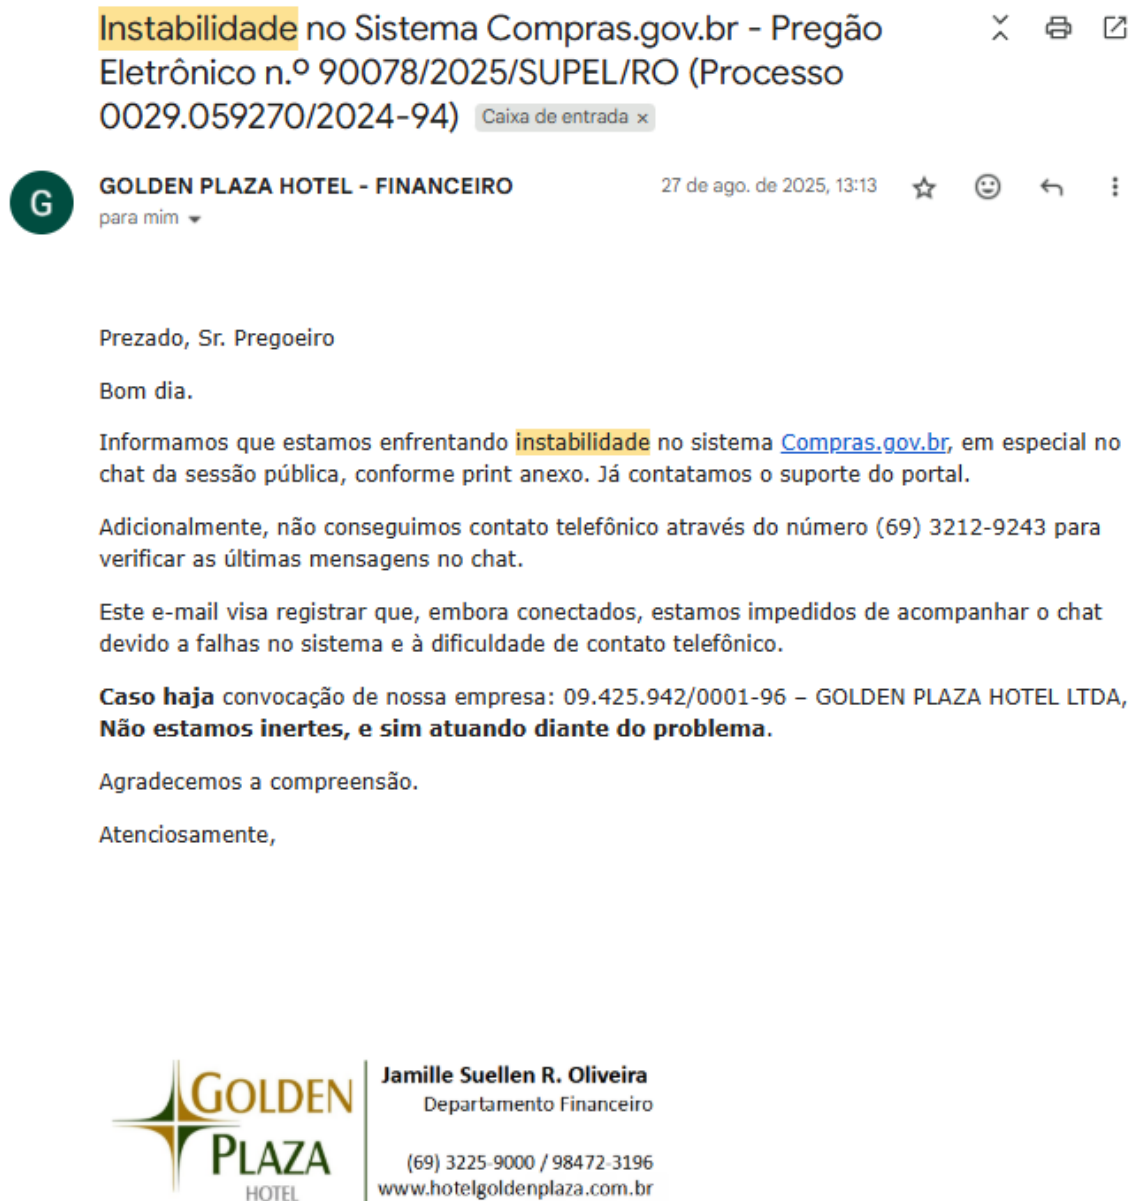 Instabilidade no Sistema Compras.gov.br - Pregão
Eletrônico n.º 90078/2025/SUPEL/RO (Processo
0029.059270/2024-94) Caixa de entrada x
GOLDEN PLAZA HOTEL - FINANCEIRO 27 de ago. de 2025, 13:13
G
para mim
Prezado, Sr. Pregoeiro
Bom dia.
Informamos que estamos enfrentando instabilidade no sistema Compras.gov.br, em especial no
chat da sessão pública, conforme print anexo. Já contatamos o suporte do portal.
Adicionalmente, não conseguimos contato telefônico através do número (69) 3212-9243 para
verificar as últimas mensagens no chat.
Este e-mail visa registrar que, embora conectados, estamos impedidos de acompanhar o chat
devido a falhas no sistema e à dificuldade de contato telefônico.
Caso haja convocação de nossa empresa: 09.425.942/0001-96 – GOLDEN PLAZA HOTEL LTDA,
Não estamos inertes, e sim atuando diante do problema.
Agradecemos a compreensão.
Atenciosamente,
GOLDEN
PLAZA
HOTEL
Jamille Suellen R. Oliveira
Departamento Financeiro
(69) 3225-9000 / 98472-3196
www.hotelgoldenplaza.com.br